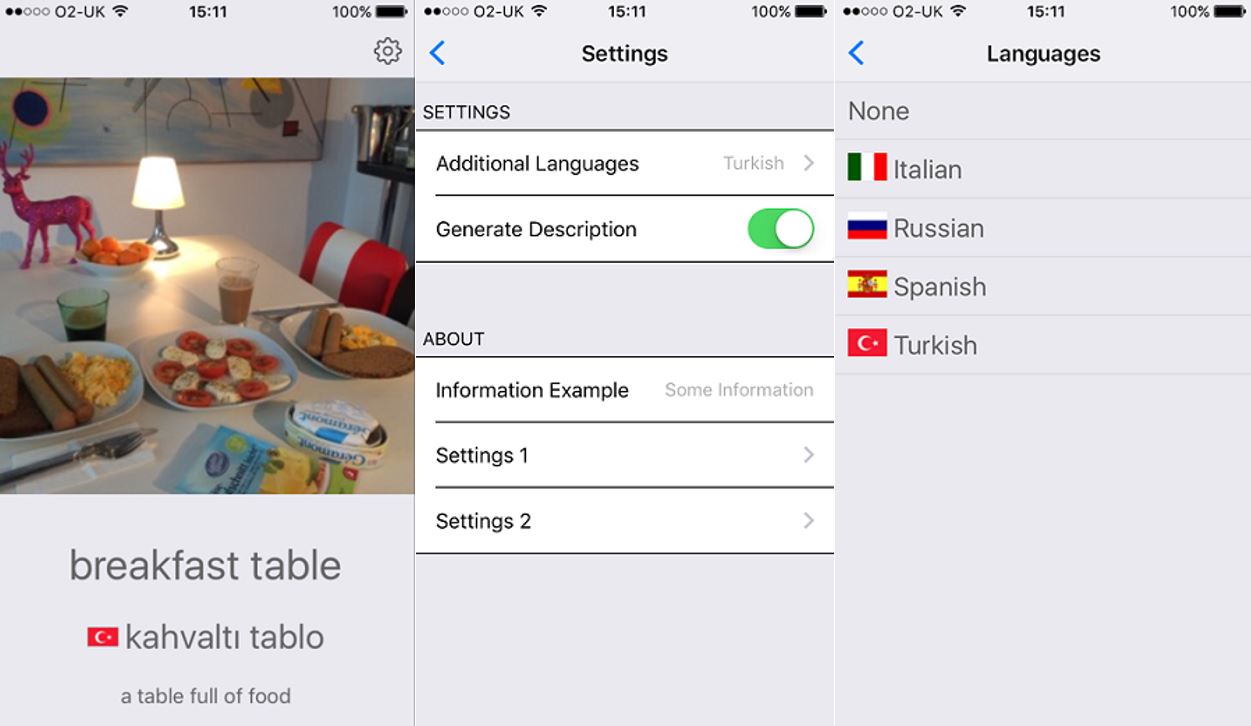 O2-UK 15:11 100%
breakfast table
kahvaltı tablo
a table full of food
O2-UK 15:11 100%
Settings
SETTINGS
Additional Languages Turkish
Generate Description
ABOUT
Information Example Some Information
Settings 1
Settings 2
O2-UK 15:11 100%
Languages
None
Italian
Russian
Spanish
Turkish